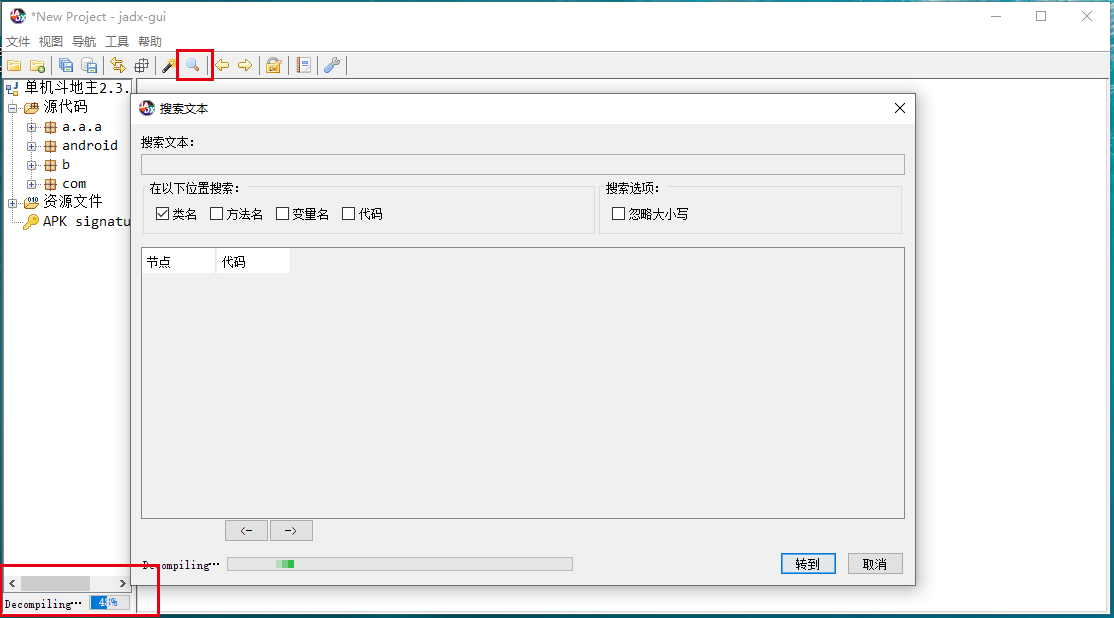 *New Project - jadx-gui
文件 视图 导航 工具 帮助
单机斗地主2.3.
源代码
a.a.a
android
b
com
资源文件
APK signatu
搜索文本
搜索文本:
在以下位置搜索:
类名 方法名 变量名 代码
搜索选项:
忽略大小写
节点 代码
<- ->
Decompiling…
转到 取消
Decompiling…